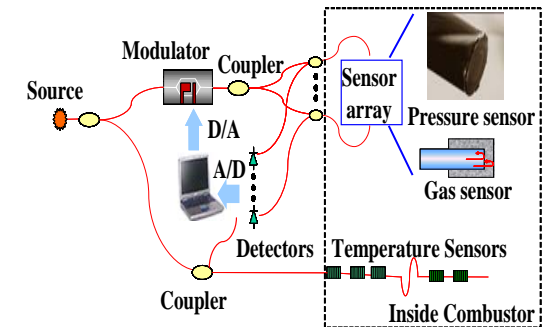 Modulator
Coupler
Source
Sensor
array
Pressure sensor
D/A
A/D
Gas sensor
Detectors
Temperature Sensors
Coupler
Inside Combustor